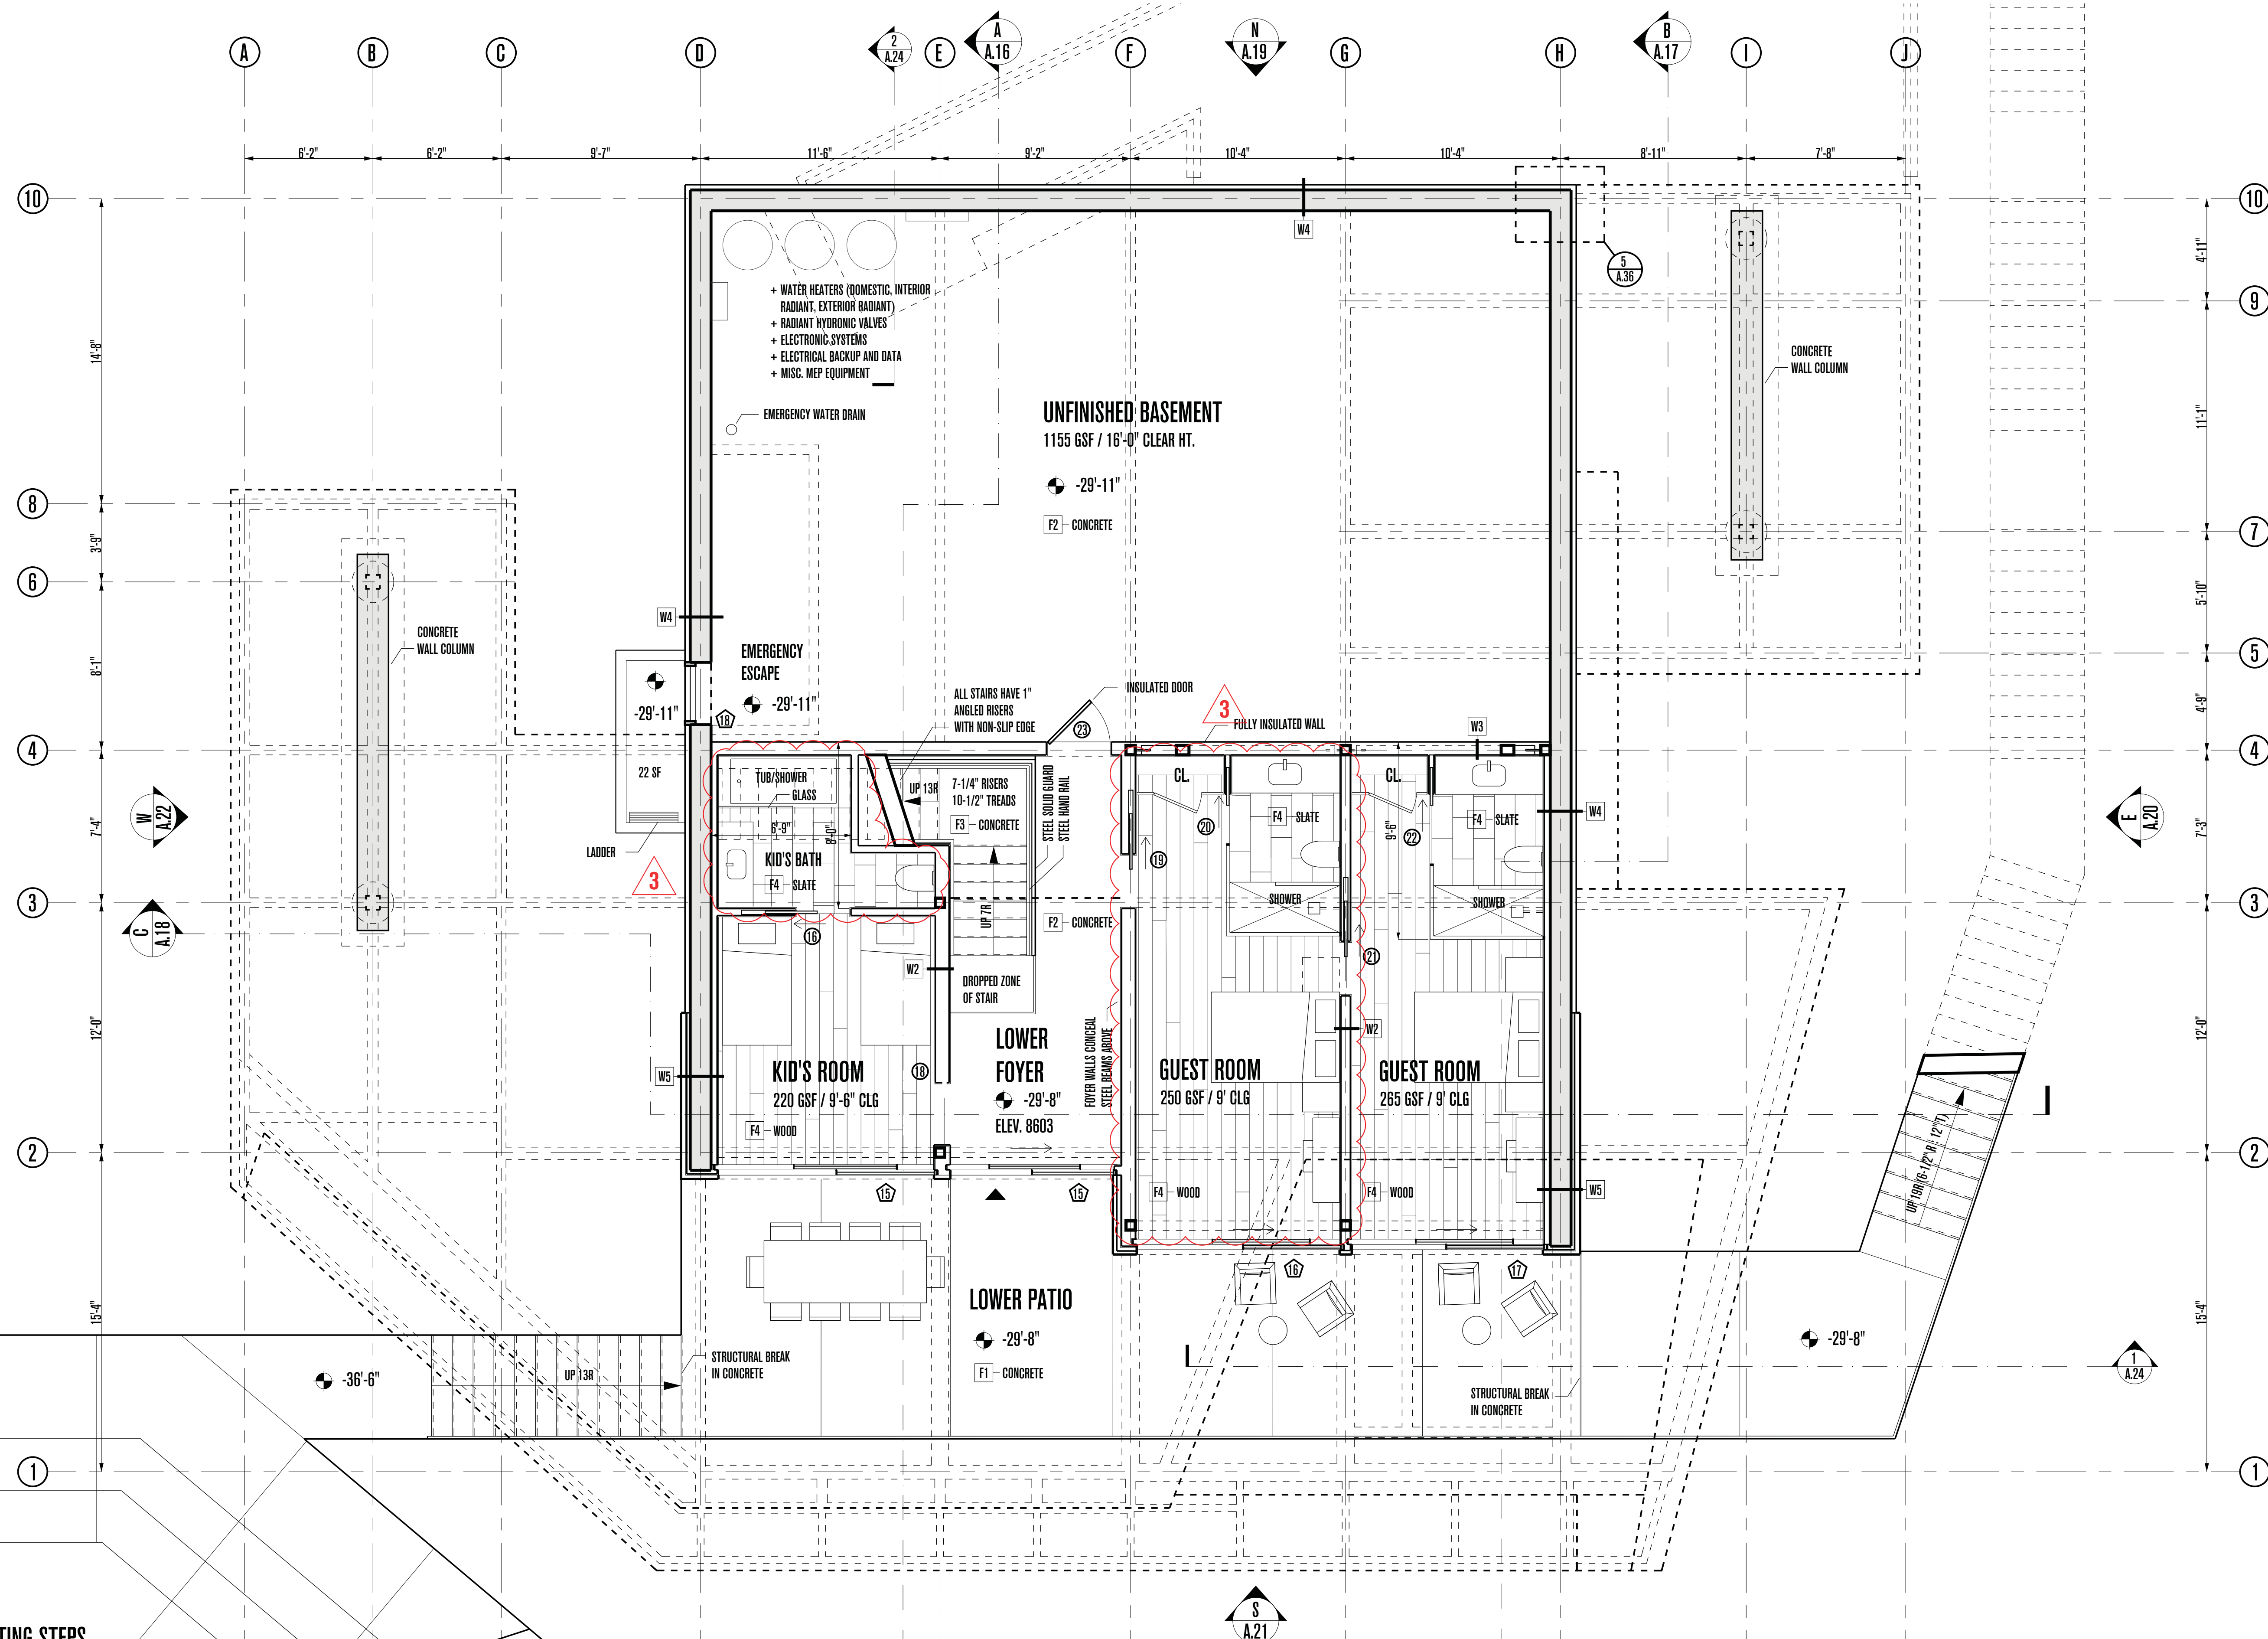 A
B
C
D
2
A.24
E
A
A.16
F
N
A.19
G
H
B
A.17
I
J
6'-2"
6'-2"
9'-7"
11'-6"
9'-2"
10'-4"
10'-4"
8'-11"
7'-8"
10
10
W4
4'-11"
5
A.36
9
+ WATER HEATERS (DOMESTIC, INTERIOR
RADIANT, EXTERIOR RADIANT)
+ RADIANT HYDRONIC VALVES
+ ELECTRONIC SYSTEMS
+ ELECTRICAL BACKUP AND DATA
+ MISC. MEP EQUIPMENT
14'-8"
CONCRETE
WALL COLUMN
EMERGENCY WATER DRAIN
UNFINISHED BASEMENT
1155 GSF / 16'-0" CLEAR HT.
11'-1"
-29'-11"
8
F2
CONCRETE
7
3'-9"
6
5'-10"
W4
CONCRETE
WALL COLUMN
EMERGENCY
ESCAPE
5
8'-1"
-29'-11"
-29'-11"
18
ALL STAIRS HAVE 1"
ANGLED RISERS
WITH NON-SLIP EDGE
INSULATED DOOR
23
3
FULLY INSULATED WALL
W3
4'-9"
4
4
22 SF
TUB/SHOWER
GLASS
UP 13R
7-1/4" RISERS
10-1/2" TREADS
F3
CONCRETE
STEEL SOLID GUARD
STEEL HAND RAIL
CL.
CL.
W
A.22
E
A.20
W4
7'-4"
7'-3"
6'-9"
8'-0"
9'-6"
F4
SLATE
F4
SLATE
20
22
LADDER
3
KID'S BATH
F4
SLATE
19
SHOWER
SHOWER
3
3
C
A.18
UP 7R
F2
CONCRETE
16
21
W2
DROPPED ZONE
OF STAIR
12'-0"
12'-0"
LOWER
FOYER
-29'-8"
ELEV. 8603
FOYER WALLS CONCEAL
STEEL BEAMS ABOVE
W2
W5
KID'S ROOM
220 GSF / 9'-6" CLG
18
GUEST ROOM
250 GSF / 9' CLG
GUEST ROOM
265 GSF / 9' CLG
F4
WOOD
UP 19R (6-1/2" R : 12" T)
2
2
15
15
F4
WOOD
F4
WOOD
W5
16
17
LOWER PATIO
-29'-8"
F1
CONCRETE
15'-4"
15'-4"
-29'-8"
STRUCTURAL BREAK
IN CONCRETE
UP 13R
-36'-6"
1
A.24
STRUCTURAL BREAK
IN CONCRETE
1
1
S
A.21
TING STEPS